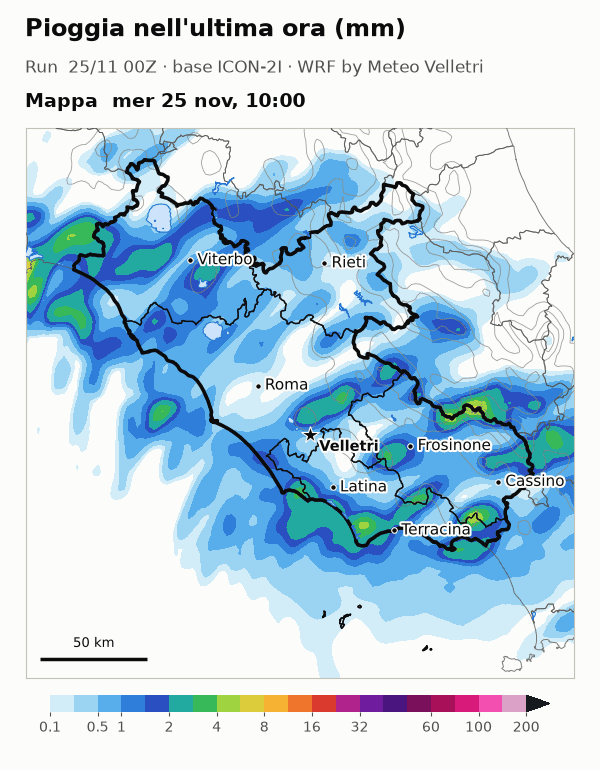 Pioggia nell'ultima ora (mm)
Run  25/11 00Z · base ICON-2I · WRF by Meteo Velletri
Mappa  mer 25 nov, 10:00
Viterbo
Rieti
Roma
Velletri
Frosinone
Cassino
Latina
Terracina
50 km
0.1 0.5 1 2 4 8 16 32 60 100 200